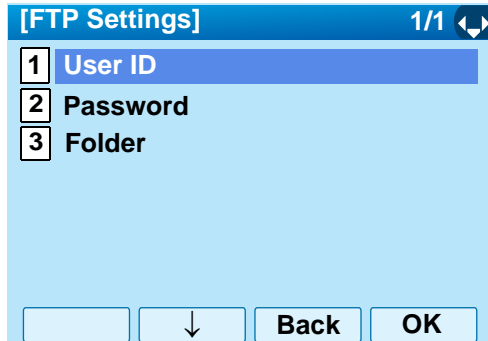 [FTP Settings] 1/1
1 User ID
2 Password
3 Folder
↓ Back OK